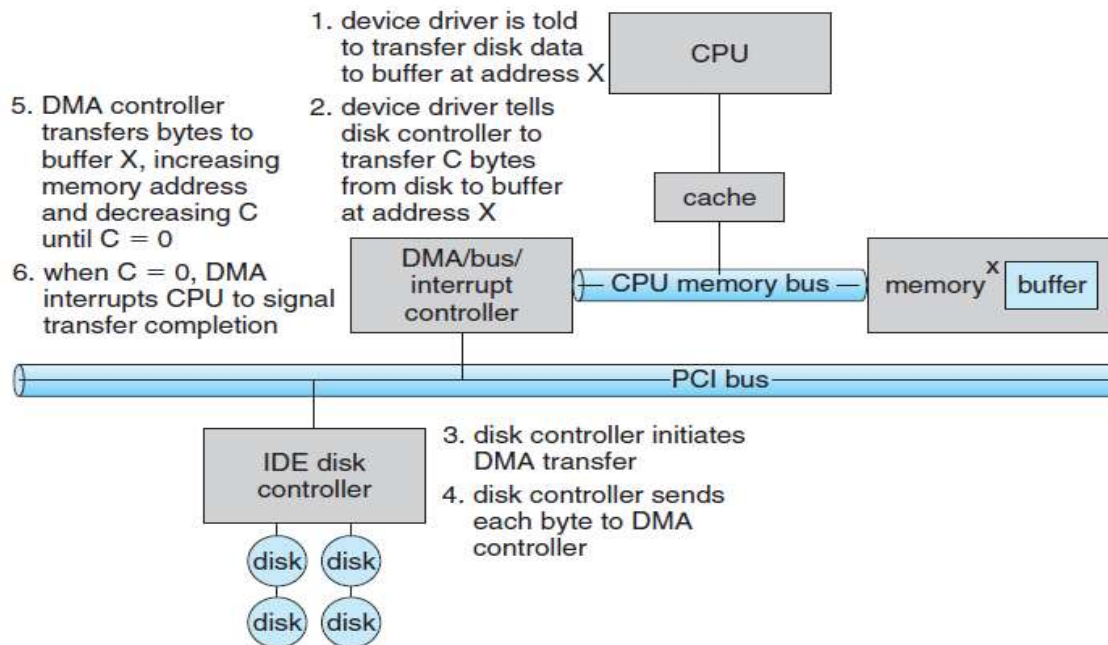 1. device driver is told
to transfer disk data
to buffer at address X
CPU
5. DMA controller
transfers bytes to
buffer X, increasing
memory address
and decreasing C
until C = 0
2. device driver tells
disk controller to
transfer C bytes
from disk to buffer
at address X
cache
6. when C = 0, DMA
interrupts CPU to signal
transfer completion
DMA/bus/
interrupt
controller
CPU memory bus
memory
x
buffer
PCI bus
IDE disk
controller
3. disk controller initiates
DMA transfer
4. disk controller sends
each byte to DMA
controller
disk disk
disk disk